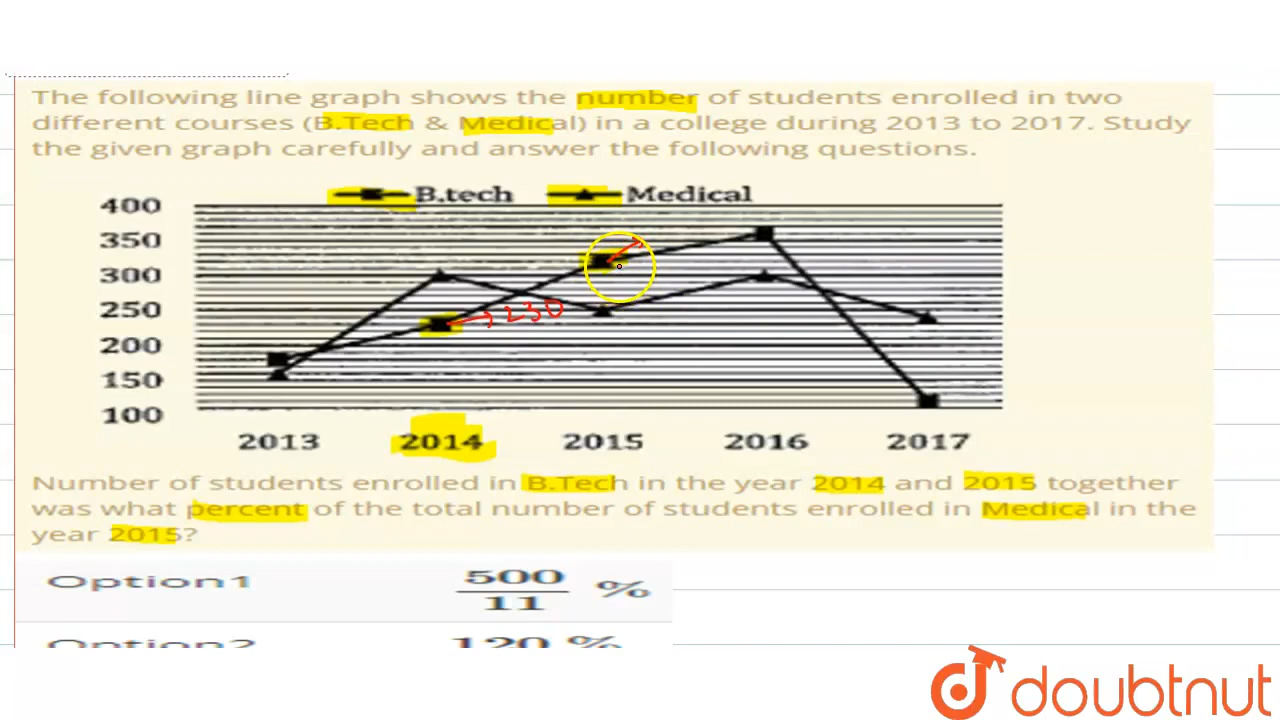 The following line graph shows the number of students enrolled in two
different courses (B.Tech & Medical) in a college during 2013 to 2017. Study
the given graph carefully and answer the following questions.
B.tech Medical
400
350
300
250
200
150
100
230
2013 2014 2015 2016 2017
Number of students enrolled in B.Tech in the year 2014 and 2015 together
was what percent of the total number of students enrolled in Medical in the
year 2015?
Option1 500/11 %
Option2 120 %
doubtnut